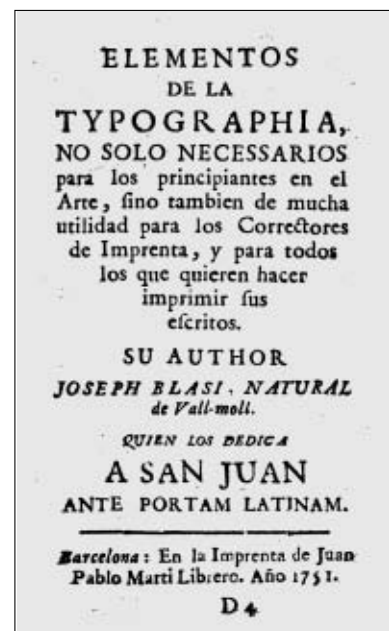 ELEMENTOS
DE LA
TYPOGRAPHIA,
NO SOLO NECESSARIOS
para los principiantes en el
Arte, ſino tambien de mucha
utilidad para los Correctores
de Imprenta, y para todos
los que quieren hacer
imprimir ſus
eſcritos.
SU AUTHOR
JOSEPH BLASI, NATURAL
de Vall-moll.
QUIEN LOS DEDICA
A SAN JUAN
ANTE PORTAM LATINAM.
Barcelona: En la Imprenta de Juan
Pablo Marti Librero. Año 1751.
D4